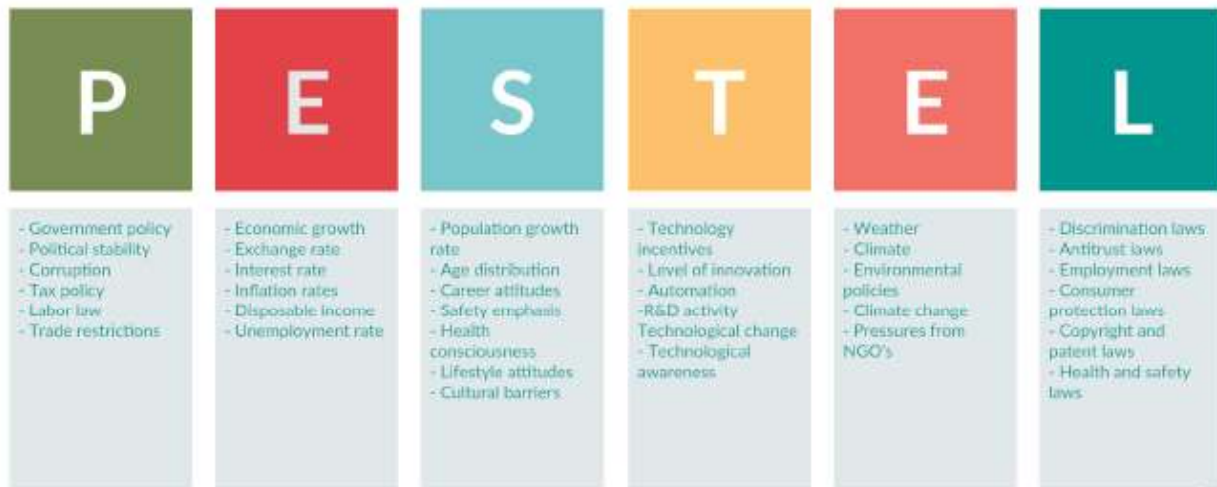 P
E
S
T
E
L
- Government policy
- Political stability
- Corruption
- Tax policy
- Labor law
- Trade restrictions
- Economic growth
- Exchange rate
- Interest rate
- Inflation rates
- Disposable income
- Unemployment rate
- Population growth
rate
- Age distribution
- Career attitudes
- Safety emphasis
- Health
consciousness
- Lifestyle attitudes
- Cultural barriers
- Technology
incentives
- Level of innovation
- Automation
-R&D activity
Technological change
- Technological
awareness
- Weather
- Climate
- Environmental
policies
- Climate change
- Pressures from
NGO's
- Discrimination laws
- Antitrust laws
- Employment laws
- Consumer
protection laws
- Copyright and
patent laws
- Health and safety
laws